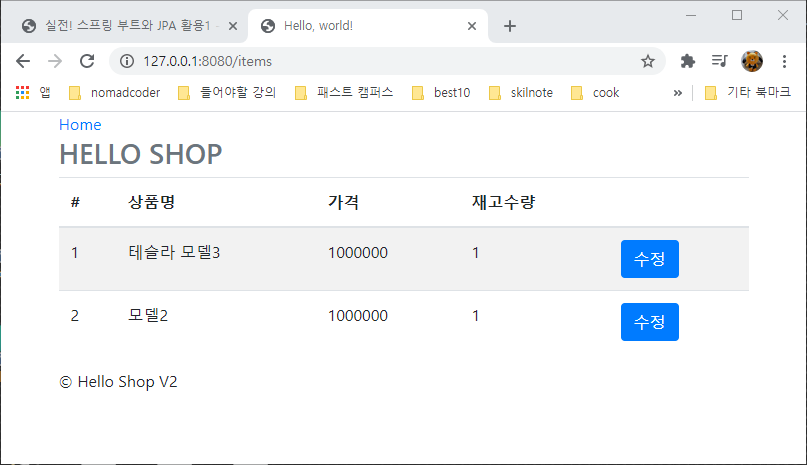 실전! 스프링 부트와 JPA 활용1 -
Hello, world!
127.0.0.1:8080/items
앱 nomadcoder 들어야할 강의 패스트 캠퍼스 best10 skilnote cook » 기타 북마크
Home
HELLO SHOP
# 상품명 가격 재고수량
1 테슬라 모델3 1000000 1 수정
2 모델2 1000000 1 수정
© Hello Shop V2